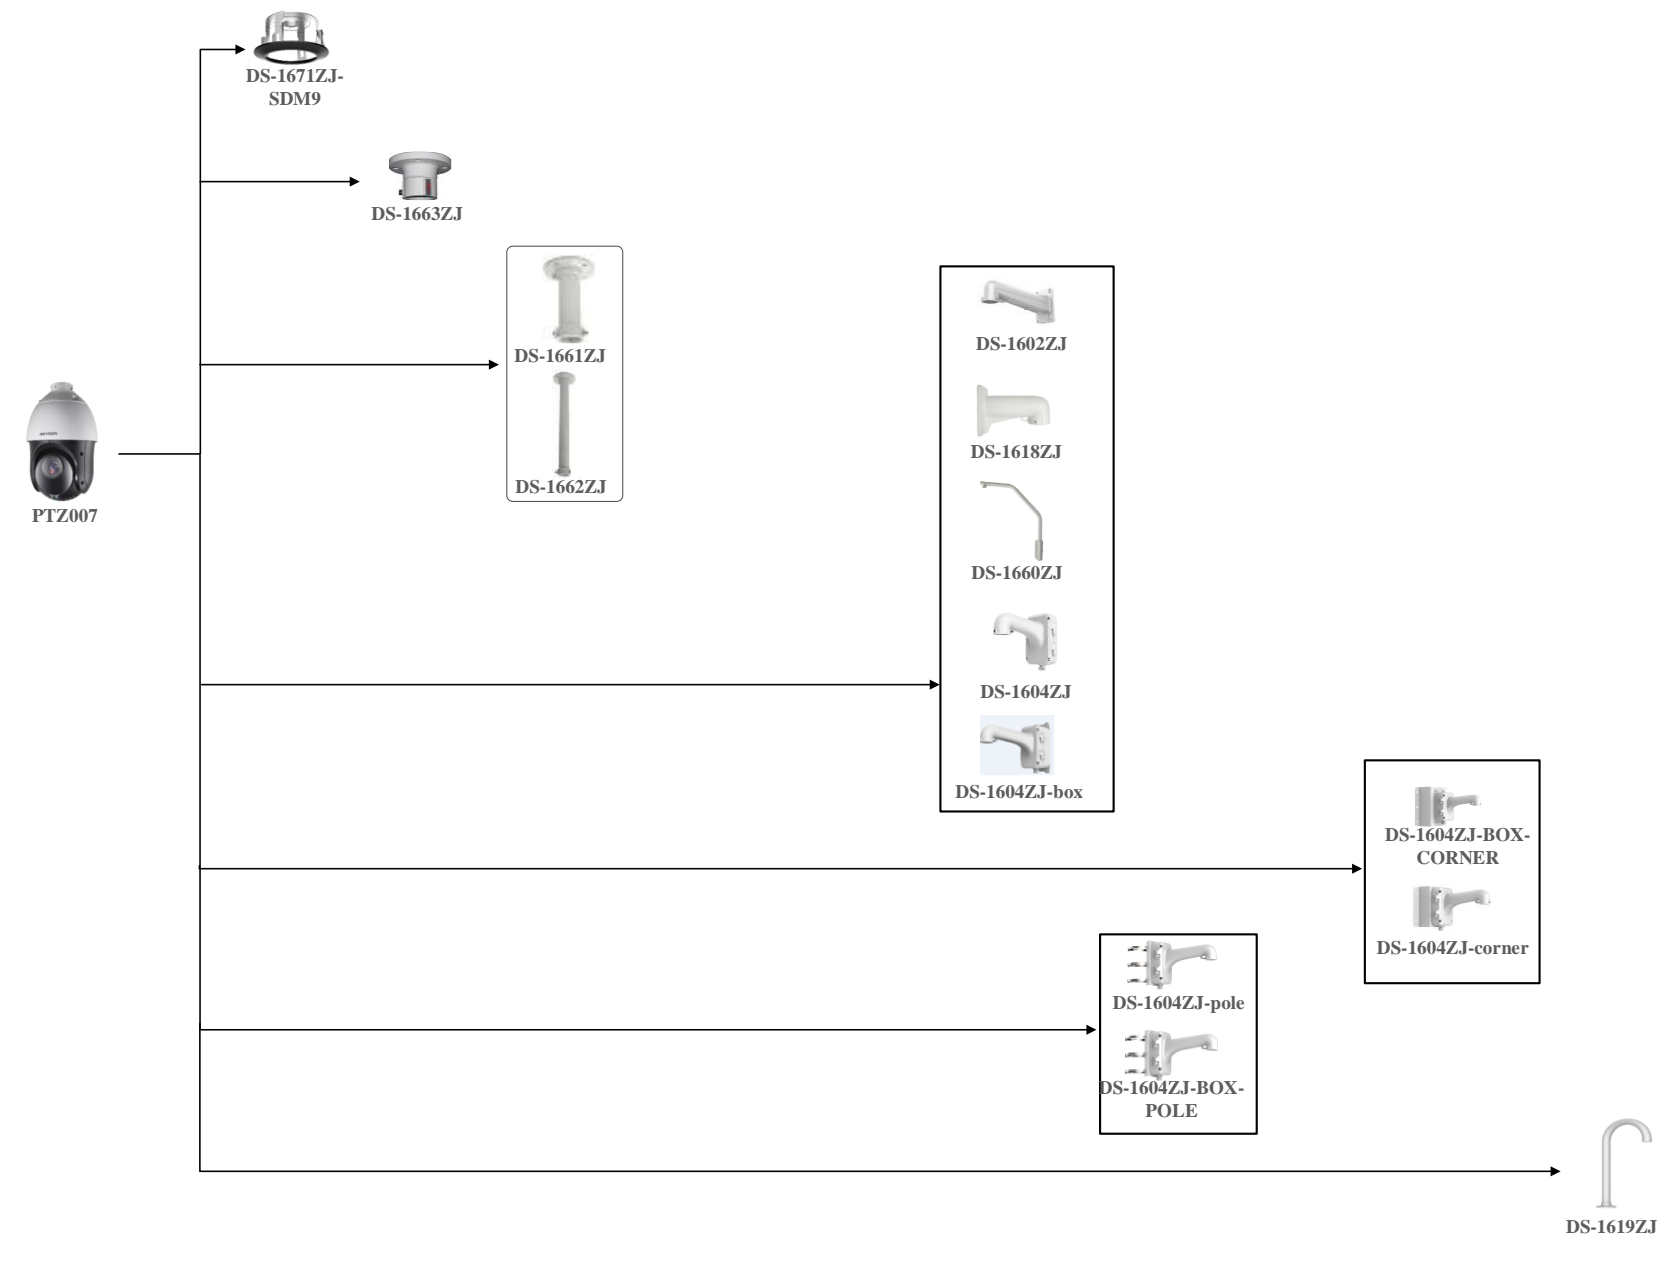 DS-1671ZJ-
SDM9
DS-1663ZJ
DS-1661ZJ
DS-1662ZJ
PTZ007
DS-1602ZJ
DS-1618ZJ
DS-1660ZJ
DS-1604ZJ
DS-1604ZJ-box
DS-1604ZJ-BOX-
CORNER
DS-1604ZJ-corner
DS-1604ZJ-pole
DS-1604ZJ-BOX-
POLE
DS-1619ZJ